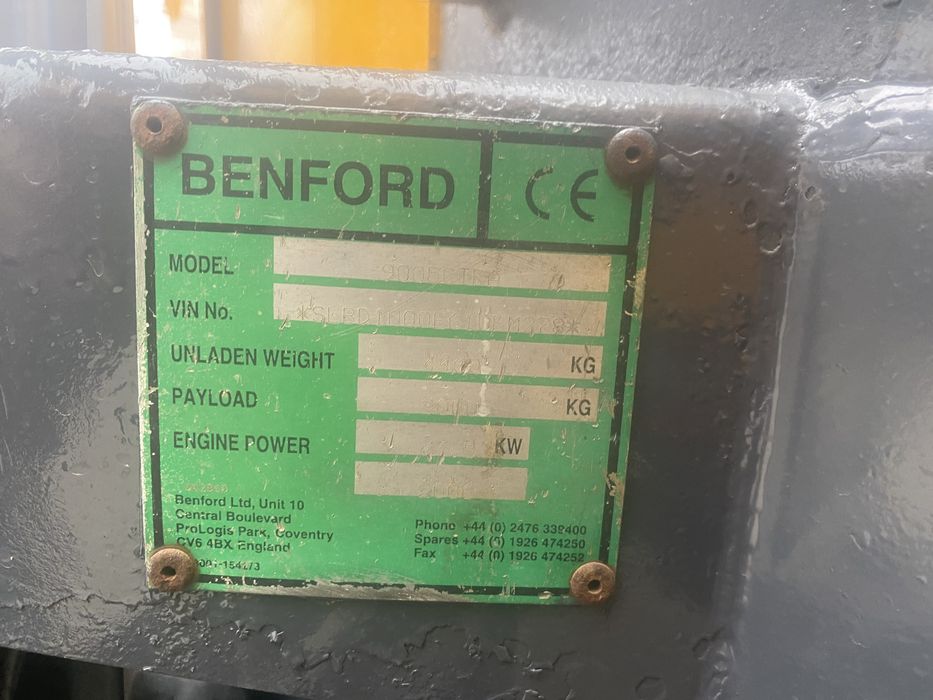 BENFORD CE
MODEL
VIN No.
UNLADEN WEIGHT KG
PAYLOAD KG
ENGINE POWER KW
Benford Ltd, Unit 10
Central Boulevard
ProLogis Park, Coventry
CV6 4BX England
Phone +44 (0) 2476 339400
Spares +44 (0) 1926 474250
Fax +44 (0) 1926 474252